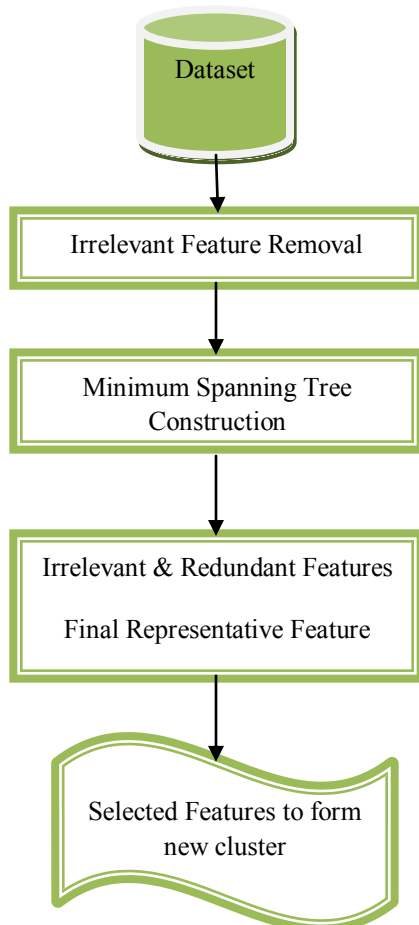 Dataset
Irrelevant Feature Removal
Minimum Spanning Tree
Construction
Irrelevant & Redundant Features
Final Representative Feature
Selected Features to form
new cluster